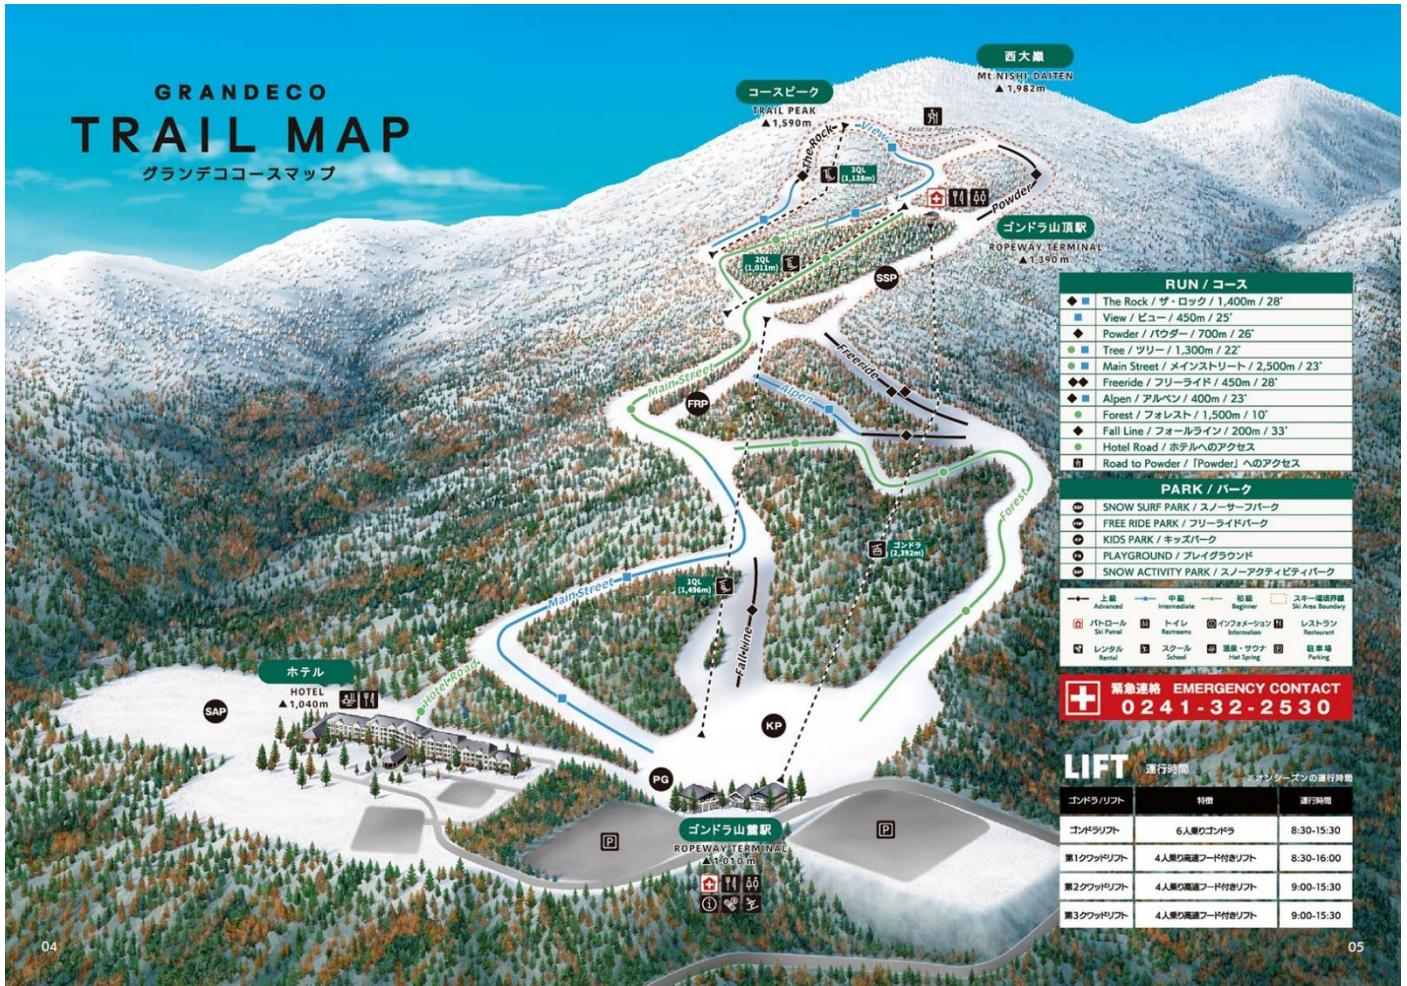 GRANDECO
TRAIL MAP
グランデココースマップ
西大巓
Mt.NISHI-DAITEN
▲1,982m
コースピーク
TRAIL PEAK
▲1,590m
The Rock
View
Road to Powder
3QL
(1,138m)
Powder
Tree
2QL
(1,011m)
ゴンドラ山頂駅
ROPEWAY TERMINAL
▲1,390m
SSP
Freeride
Main Street
Alpen
FRP
Forest
ゴンドラ
(2,392m)
1QL
(1,496m)
Main Street
Fall Line
Hotel Road
ホテル
HOTEL
▲1,040m
SAP
KP
PG
P
P
ゴンドラ山麓駅
ROPEWAY TERMINAL
▲1,010 m
RUN / コース
The Rock / ザ・ロック / 1,400m / 28°
View / ビュー / 450m / 25°
Powder / パウダー / 700m / 26°
Tree / ツリー / 1,300m / 22°
Main Street / メインストリート / 2,500m / 23°
Freeride / フリーライド / 450m / 28°
Alpen / アルペン / 400m / 23°
Forest / フォレスト / 1,500m / 10°
Fall Line / フォールライン / 200m / 33°
Hotel Road / ホテルへのアクセス
Road to Powder / 「Powder」へのアクセス
PARK / パーク
SSP SNOW SURF PARK / スノーサーフパーク
FRP FREE RIDE PARK / フリーライドパーク
KP KIDS PARK / キッズパーク
PG PLAYGROUND / プレイグラウンド
SAP SNOW ACTIVITY PARK / スノーアクティビティパーク
上級 中級 初級 スキー場境界線
Advanced Intermediate Beginner Ski Area Boundary
パトロール トイレ インフォメーション レストラン
Ski Patrol Restrooms Information Restaurant
レンタル スクール 温泉・サウナ 駐車場
Rental School Hot Spring Parking
緊急連絡 EMERGENCY CONTACT
0241-32-2530
LIFT 運行時間
※オンシーズンの運行時間
ゴンドラ/リフト 特徴 運行時間
ゴンドラリフト 6人乗りゴンドラ 8:30-15:30
第1クワッドリフト 4人乗り高速フード付きリフト 8:30-16:00
第2クワッドリフト 4人乗り高速フード付きリフト 9:00-15:30
第3クワッドリフト 4人乗り高速フード付きリフト 9:00-15:30
04
05